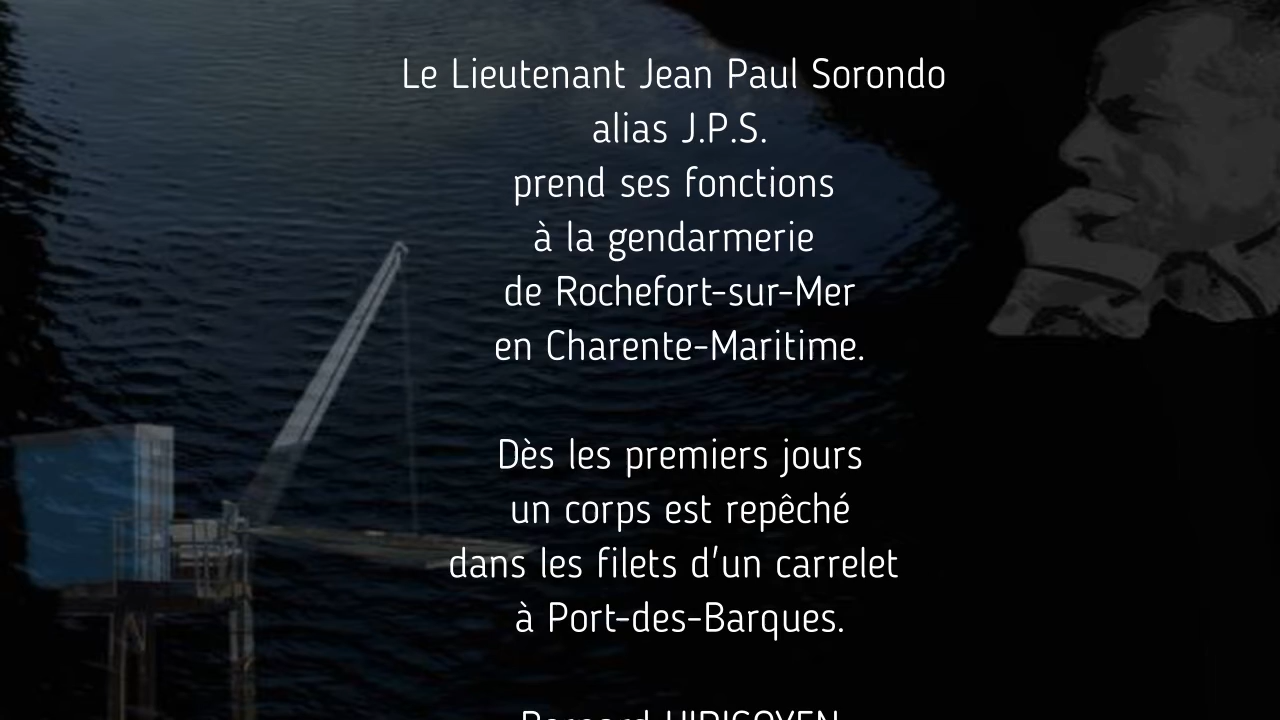 Le Lieutenant Jean Paul Sorondo
alias J.P.S.
prend ses fonctions
à la gendarmerie
de Rochefort-sur-Mer
en Charente-Maritime.
Dès les premiers jours
un corps est repêché
dans les filets d'un carrelet
à Port-des-Barques.
Bernard